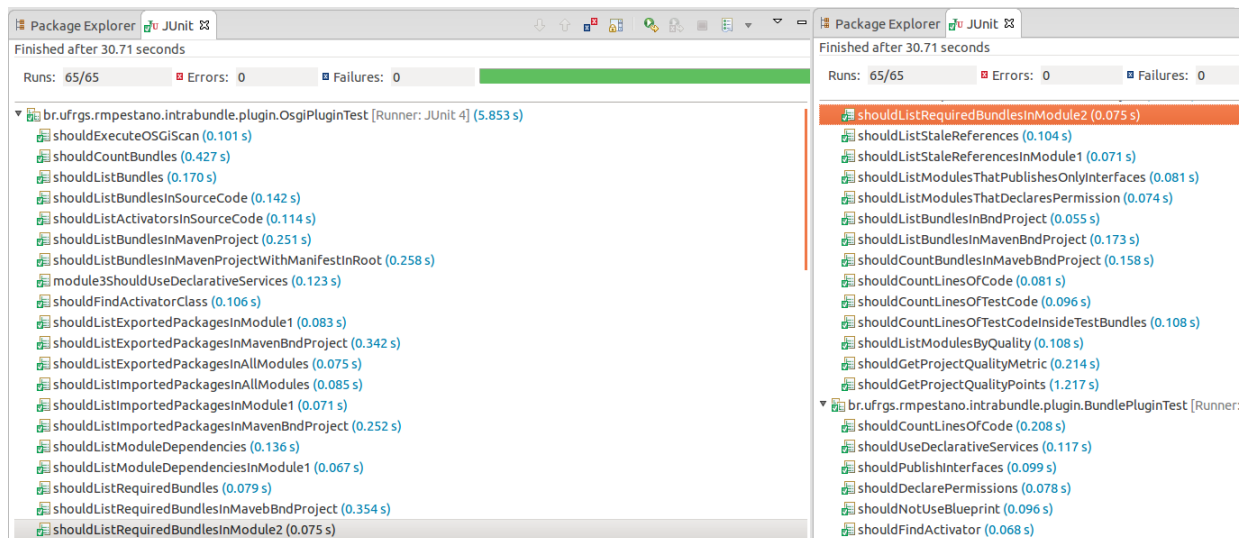 Package Explorer JUnit
Finished after 30.71 seconds
Runs: 65/65 Errors: 0 Failures: 0
br.ufrgs.rmpestano.intrabundle.plugin.OsgiPluginTest [Runner: JUnit 4] (5.853 s)
shouldExecuteOSGiScan (0.101 s)
shouldCountBundles (0.427 s)
shouldListBundles (0.170 s)
shouldListBundlesInSourceCode (0.142 s)
shouldListActivatorsInSourceCode (0.114 s)
shouldListBundlesInMavenProject (0.251 s)
shouldListBundlesInMavenProjectWithManifestInRoot (0.258 s)
module3ShouldUseDeclarativeServices (0.123 s)
shouldFindActivatorClass (0.106 s)
shouldListExportedPackagesInModule1 (0.083 s)
shouldListExportedPackagesInMavenBndProject (0.342 s)
shouldListExportedPackagesInAllModules (0.075 s)
shouldListImportedPackagesInAllModules (0.085 s)
shouldListImportedPackagesInModule1 (0.071 s)
shouldListImportedPackagesInMavenBndProject (0.252 s)
shouldListModuleDependencies (0.136 s)
shouldListModuleDependenciesInModule1 (0.067 s)
shouldListRequiredBundles (0.079 s)
shouldListRequiredBundlesInMavebBndProject (0.354 s)
shouldListRequiredBundlesInModule2 (0.075 s)
Package Explorer JUnit
Finished after 30.71 seconds
Runs: 65/65 Errors: 0 Failures: 0
shouldListRequiredBundlesInModule2 (0.075 s)
shouldListStaleReferences (0.104 s)
shouldListStaleReferencesInModule1 (0.071 s)
shouldListModulesThatPublishesOnlyInterfaces (0.081 s)
shouldListModulesThatDeclaresPermission (0.074 s)
shouldListBundlesInBndProject (0.055 s)
shouldListBundlesInMavenBndProject (0.173 s)
shouldCountBundlesInMavebBndProject (0.158 s)
shouldCountLinesOfCode (0.081 s)
shouldCountLinesOfTestCode (0.096 s)
shouldCountLinesOfTestCodeInsideTestBundles (0.108 s)
shouldListModulesByQuality (0.108 s)
shouldGetProjectQualityMetric (0.214 s)
shouldGetProjectQualityPoints (1.217 s)
br.ufrgs.rmpestano.intrabundle.plugin.BundlePluginTest [Runner:
shouldCountLinesOfCode (0.208 s)
shouldUseDeclarativeServices (0.117 s)
shouldPublishInterfaces (0.099 s)
shouldDeclarePermissions (0.078 s)
shouldNotUseBlueprint (0.096 s)
shouldFindActivator (0.068 s)